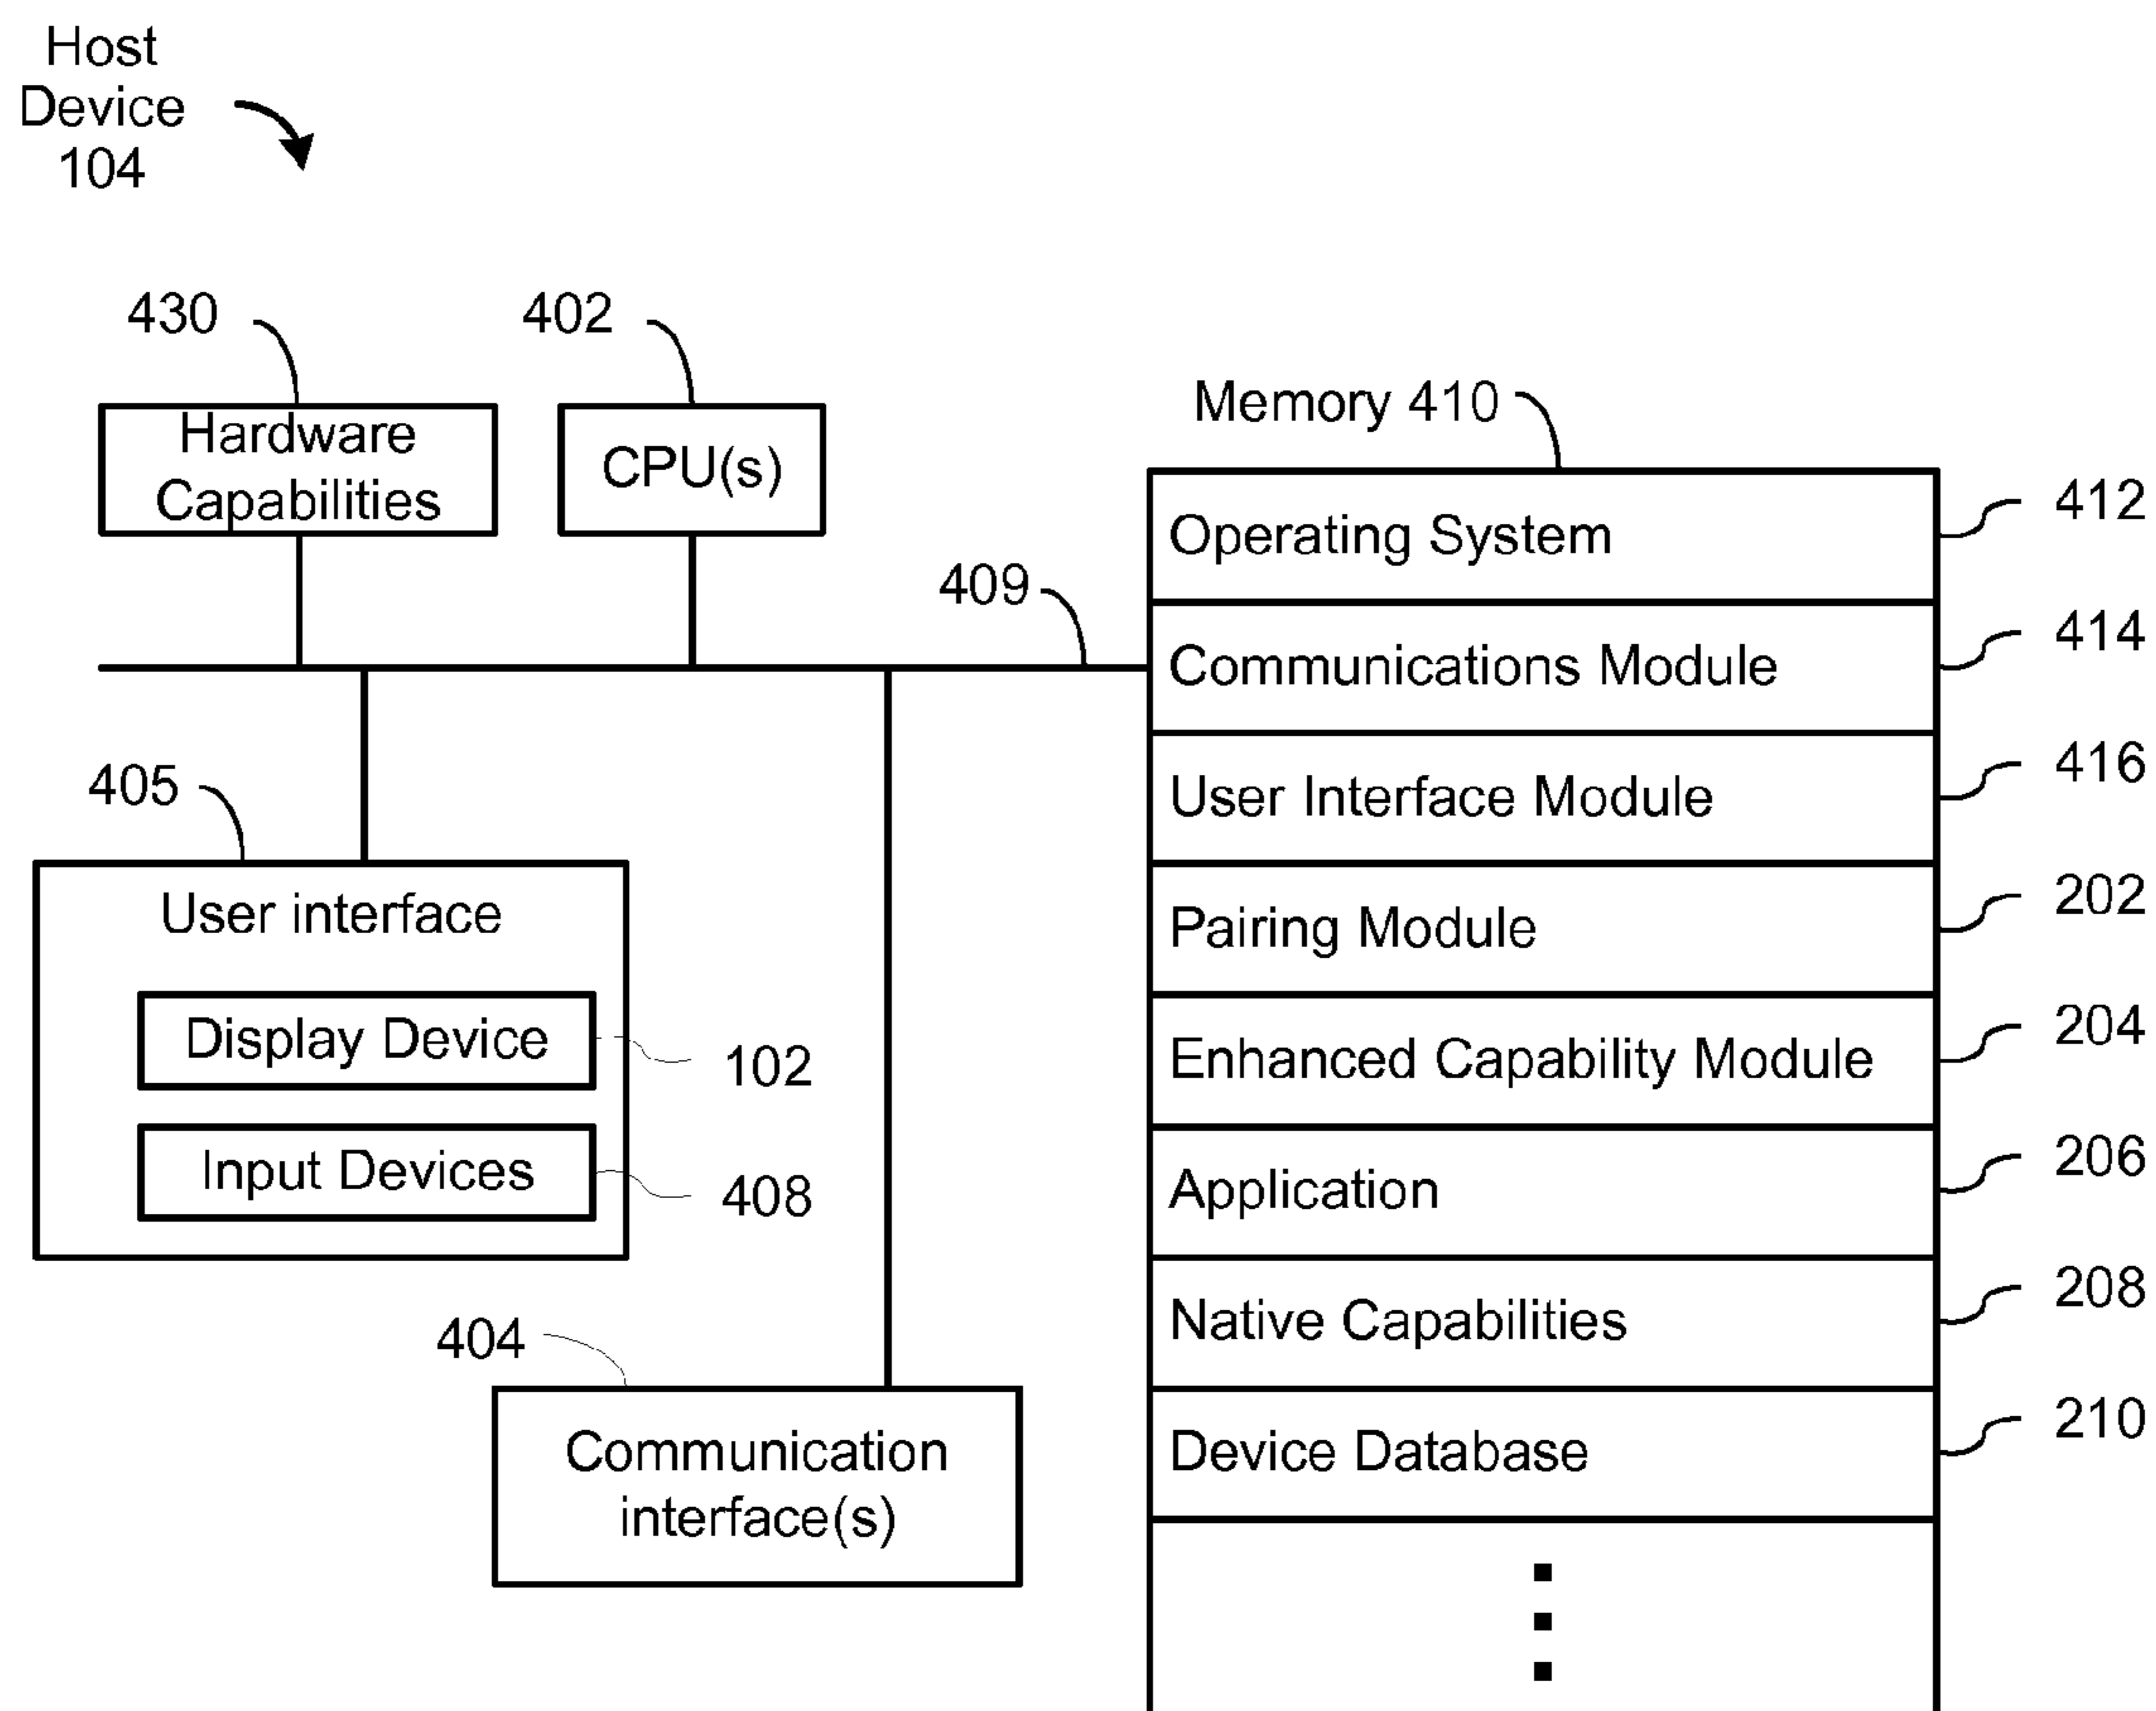 Host
Device
104
430
402
Hardware
Capabilities
CPU(s)
Memory 410
409
Operating System
412
Communications Module
414
User Interface Module
416
Pairing Module
202
Enhanced Capability Module
204
Application
206
Native Capabilities
208
Device Database
210
405
User interface
Display Device
102
Input Devices
408
404
Communication
interface(s)